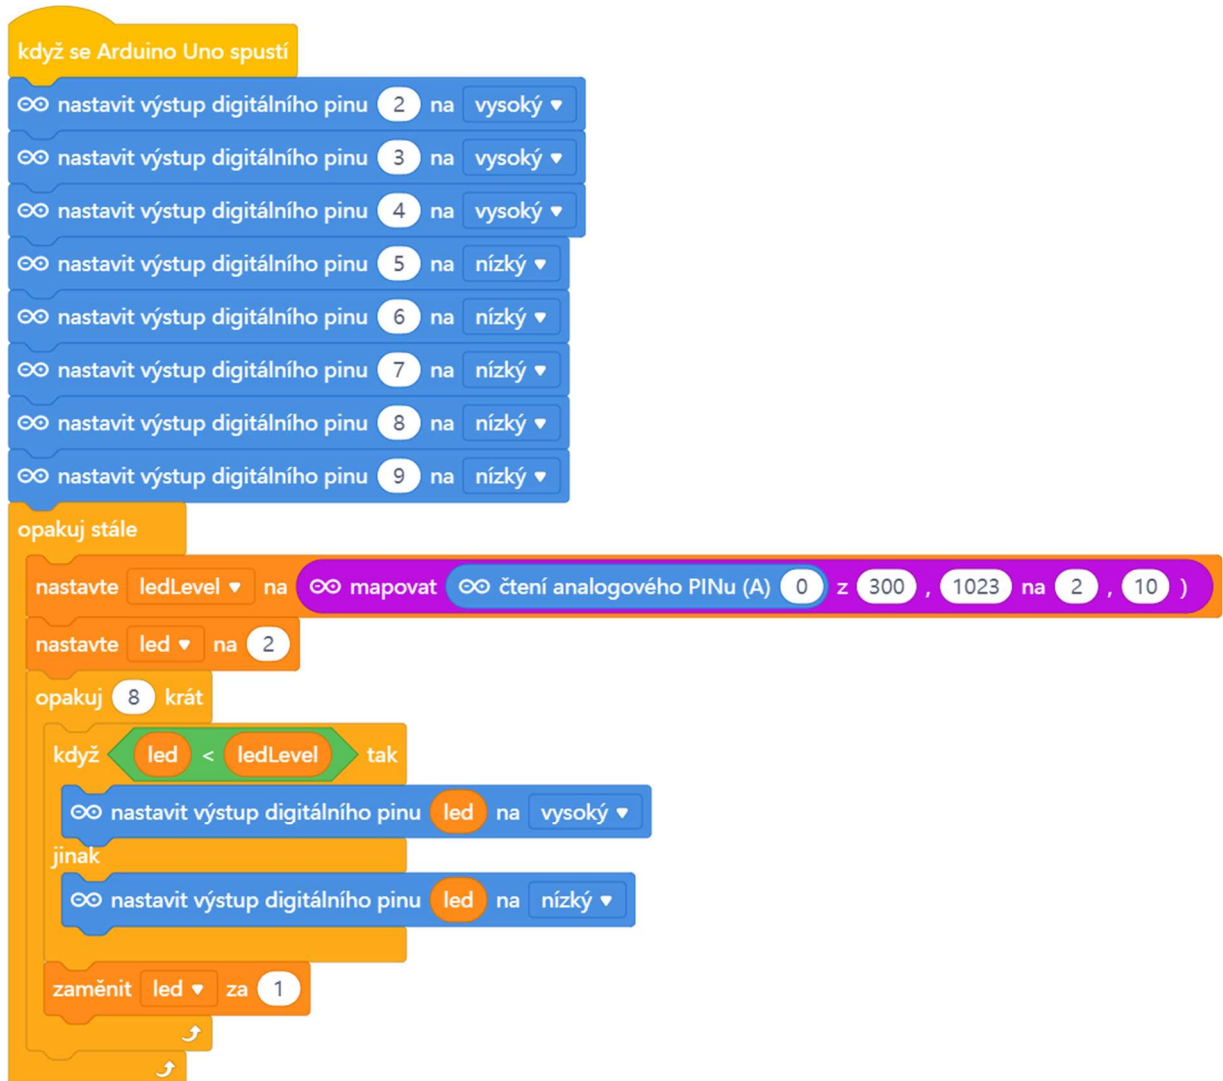 když se Arduino Uno spustí
nastavit výstup digitálního pinu 2 na vysoký
nastavit výstup digitálního pinu 3 na vysoký
nastavit výstup digitálního pinu 4 na vysoký
nastavit výstup digitálního pinu 5 na nízký
nastavit výstup digitálního pinu 6 na nízký
nastavit výstup digitálního pinu 7 na nízký
nastavit výstup digitálního pinu 8 na nízký
nastavit výstup digitálního pinu 9 na nízký
opakuj stále
nastavte ledLevel na mapovat čtení analogového PINu (A) 0 z 300 , 1023 na 2 , 10 )
nastavte led na 2
opakuj 8 krát
když led < ledLevel tak
nastavit výstup digitálního pinu led na vysoký
jinak
nastavit výstup digitálního pinu led na nízký
zaměnit led za 1